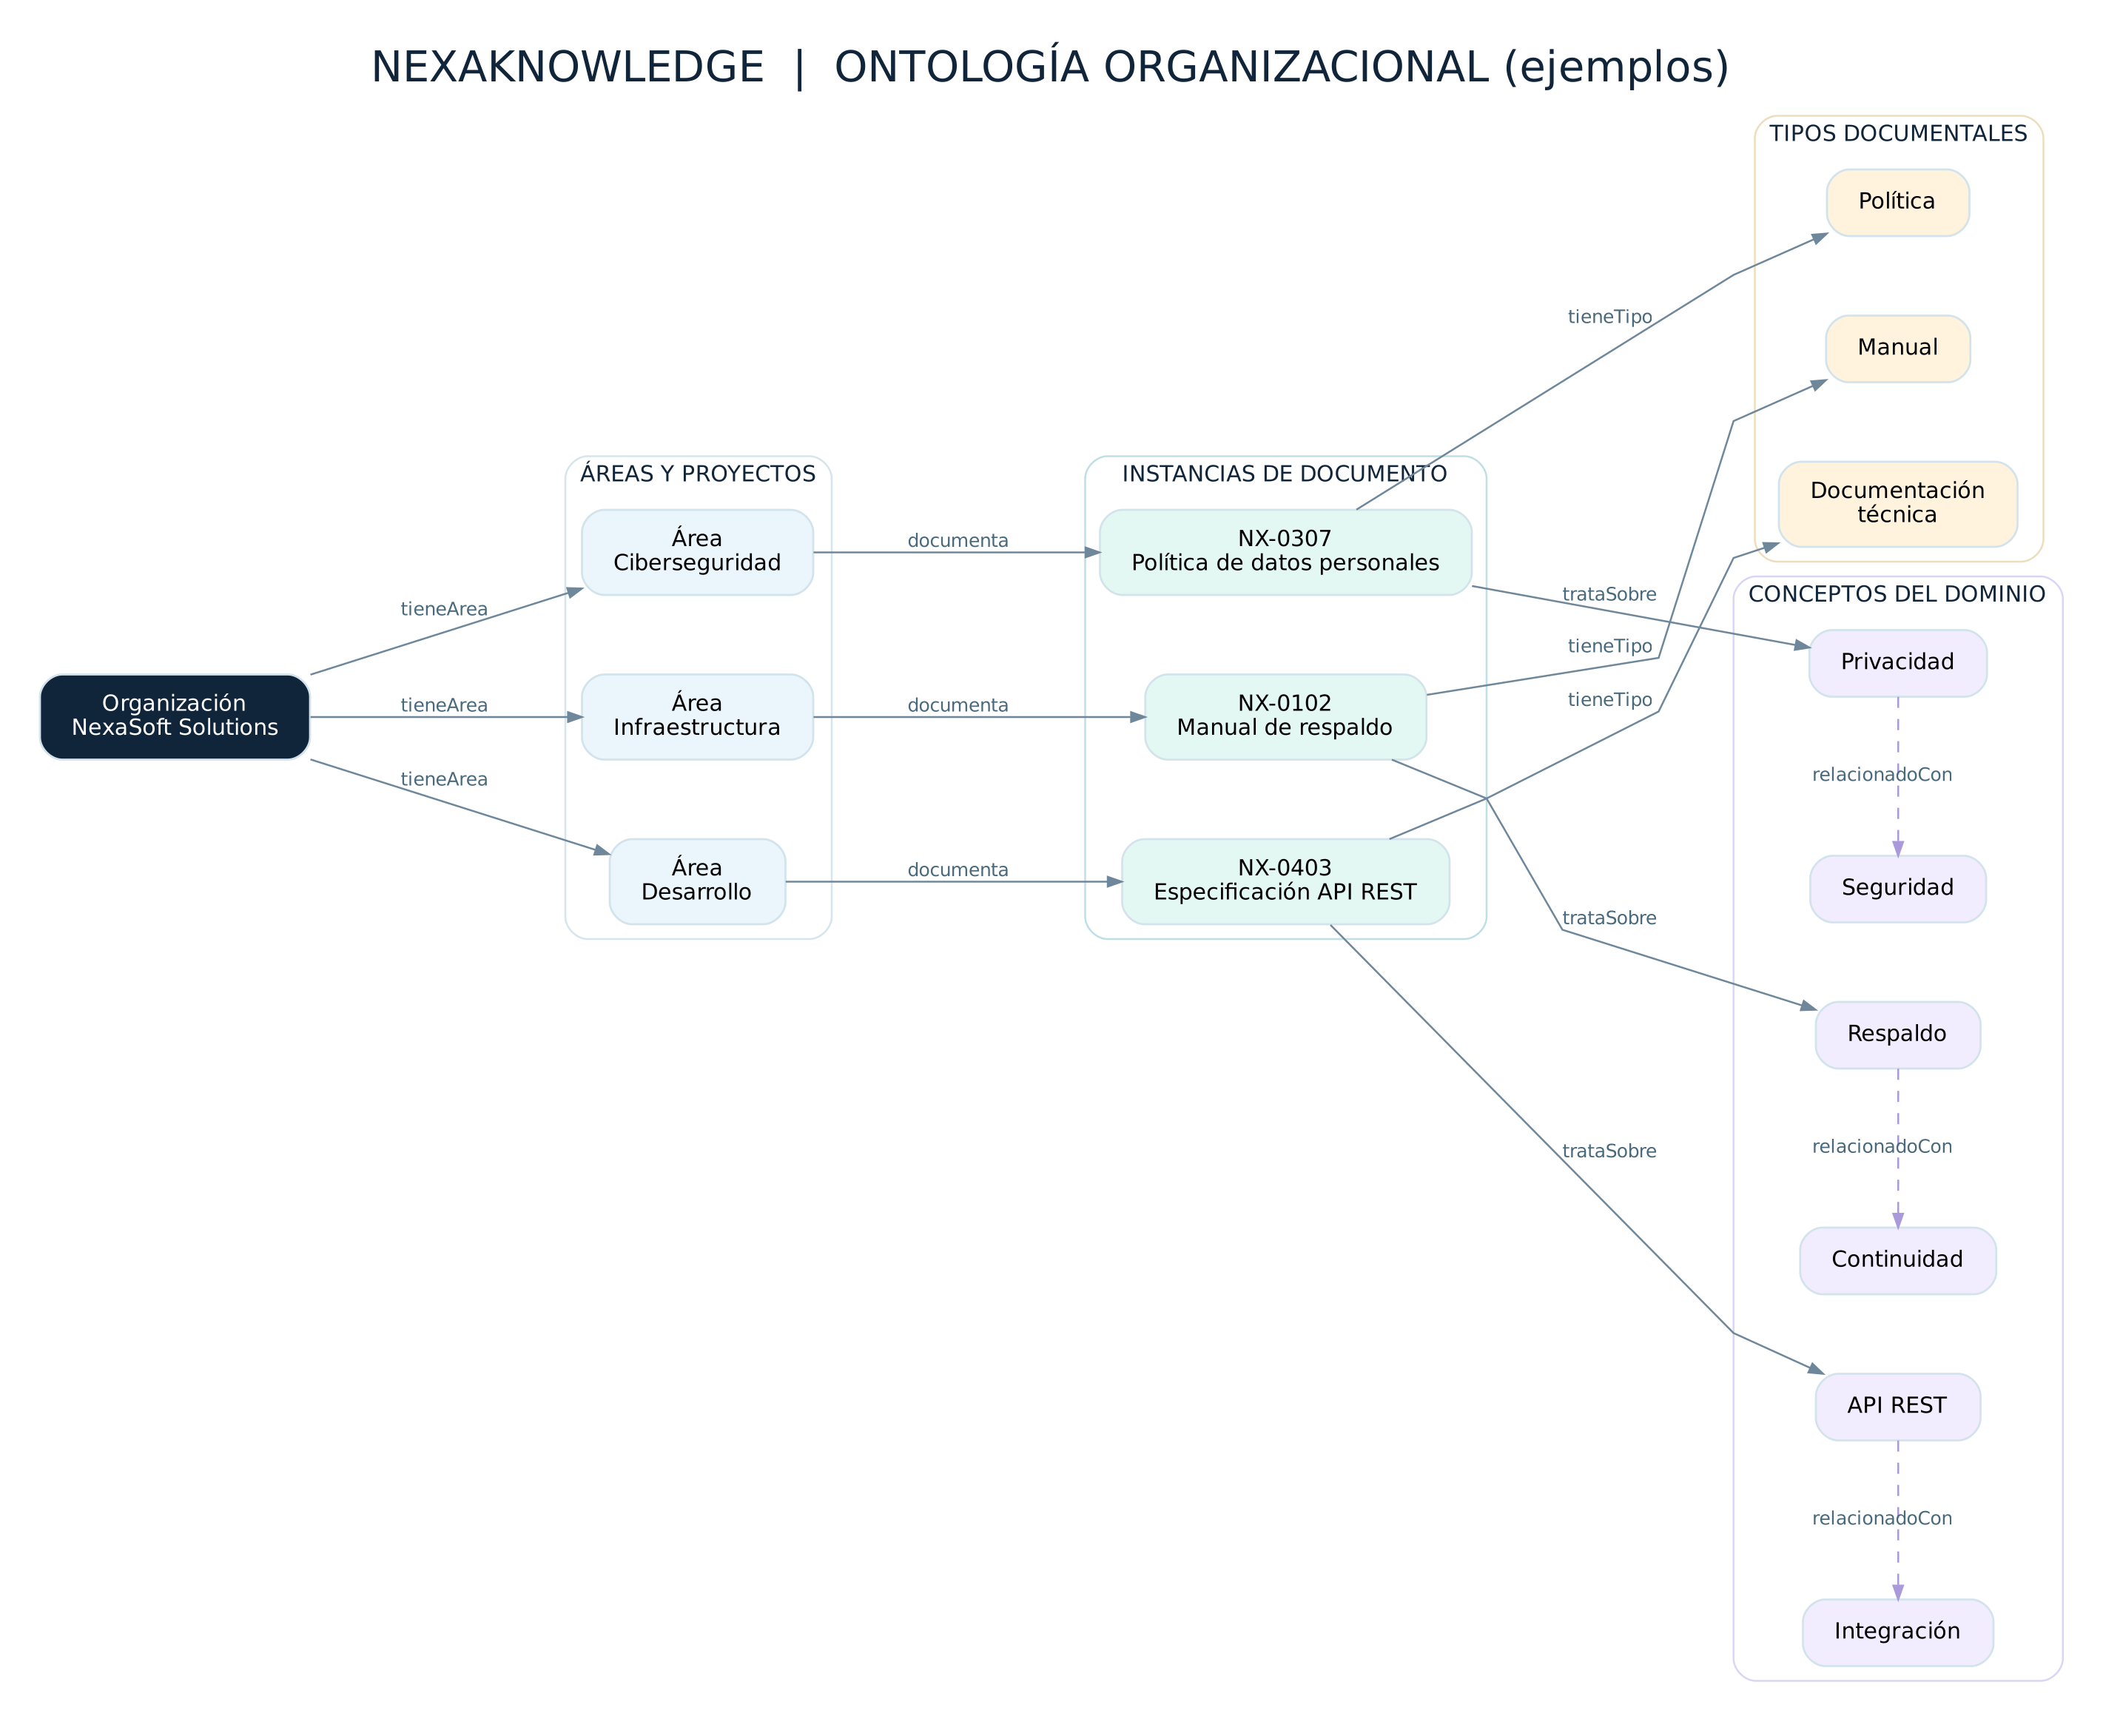 NEXAKNOWLEDGE | ONTOLOGÍA ORGANIZACIONAL (ejemplos)
Organización
NexaSoft Solutions
tieneArea
tieneArea
tieneArea
ÁREAS Y PROYECTOS
Área
Ciberseguridad
Área
Infraestructura
Área
Desarrollo
documenta
documenta
documenta
INSTANCIAS DE DOCUMENTO
NX-0307
Política de datos personales
NX-0102
Manual de respaldo
NX-0403
Especificación API REST
tieneTipo
trataSobre
tieneTipo
tieneTipo
trataSobre
trataSobre
TIPOS DOCUMENTALES
Política
Manual
Documentación
técnica
CONCEPTOS DEL DOMINIO
Privacidad
relacionadoCon
Seguridad
Respaldo
relacionadoCon
Continuidad
API REST
relacionadoCon
Integración